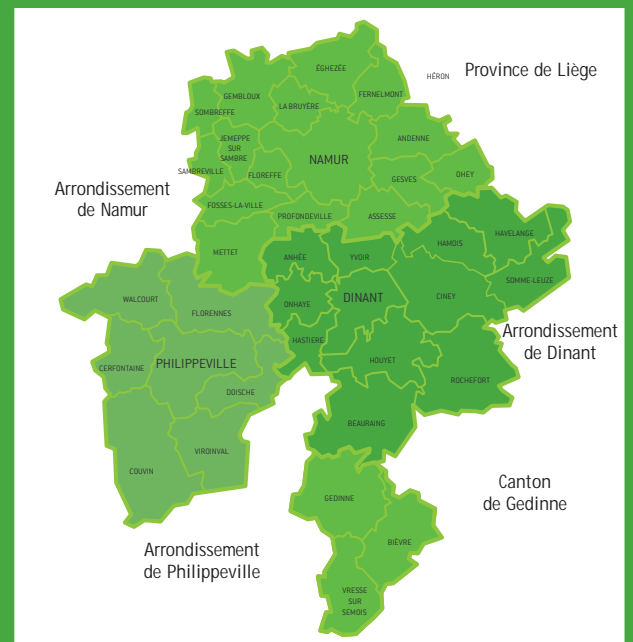 ÉGHEZÉE
HÉRON
Province de Liège
GEMBLOUX
FERNELMONT
LA BRUYÈRE
SOMBREFFE
JEMEPPE
SUR
SAMBRE
ANDENNE
NAMUR
SAMBREVILLE
FLOREFFE
GESVES
OHEY
Arrondissement
de Namur
FOSSES-LA-VILLE
PROFONDEVILLE
ASSESSE
HAVELANGE
HAMOIS
METTET
ANHÉE
YVOIR
SOMME-LEUZE
WALCOURT
FLORENNES
ONHAYE
DINANT
CINEY
Arrondissement
de Dinant
HASTIERE
CERFONTAINE
PHILIPPEVILLE
HOUYET
DOISCHE
ROCHEFORT
BEAURAING
VIROINVAL
COUVIN
Canton
de Gedinne
GEDINNE
Arrondissement
de Philippeville
BIÈVRE
VRESSE
SUR
SEMOIS